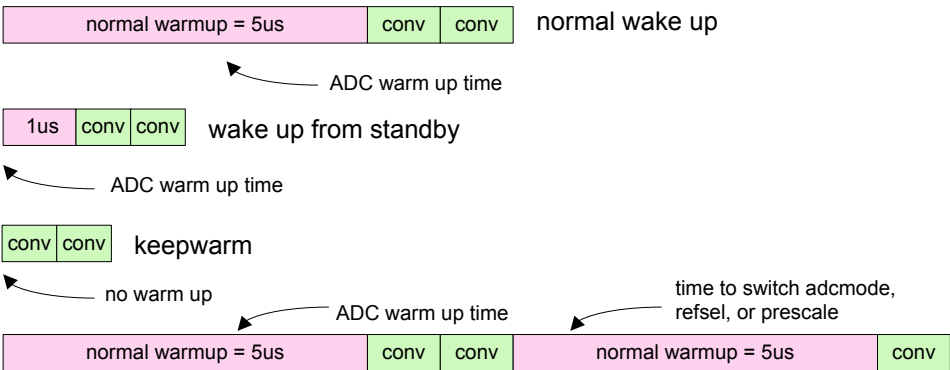 normal warmup = 5us conv conv normal wake up
ADC warm up time
1us conv conv wake up from standby
ADC warm up time
conv conv keepwarm
no warm up
ADC warm up time
time to switch adcmode,
refsel, or prescale
normal warmup = 5us conv conv normal warmup = 5us conv